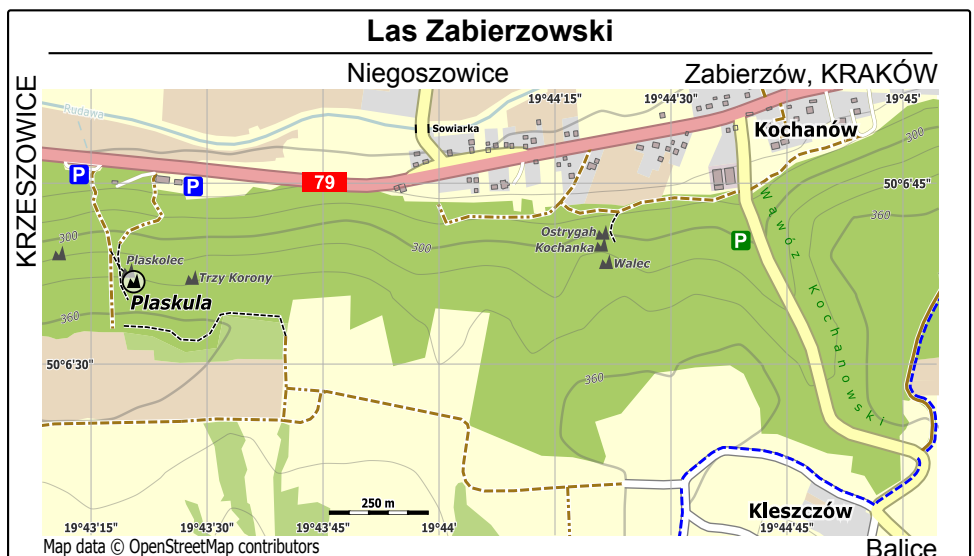 Las Zabierzowski
Niegoszowice
Zabierzów, KRAKÓW
KRZESZOWICE
19°44'15"
19°44'30"
19°45'
Rudawa
Sowiarka
Kochanów
P
P
79
50°6'45"
300
360
300
300
Ostrygah
Kochanka
Walec
P
Wąwóz Kochanowski
Plaskolec
Trzy Korony
Plaskula
360
50°6'30"
360
250 m
Kleszczów
19°43'15"
19°43'30"
19°43'45"
19°44'
19°44'45"
Map data © OpenStreetMap contributors
Balice